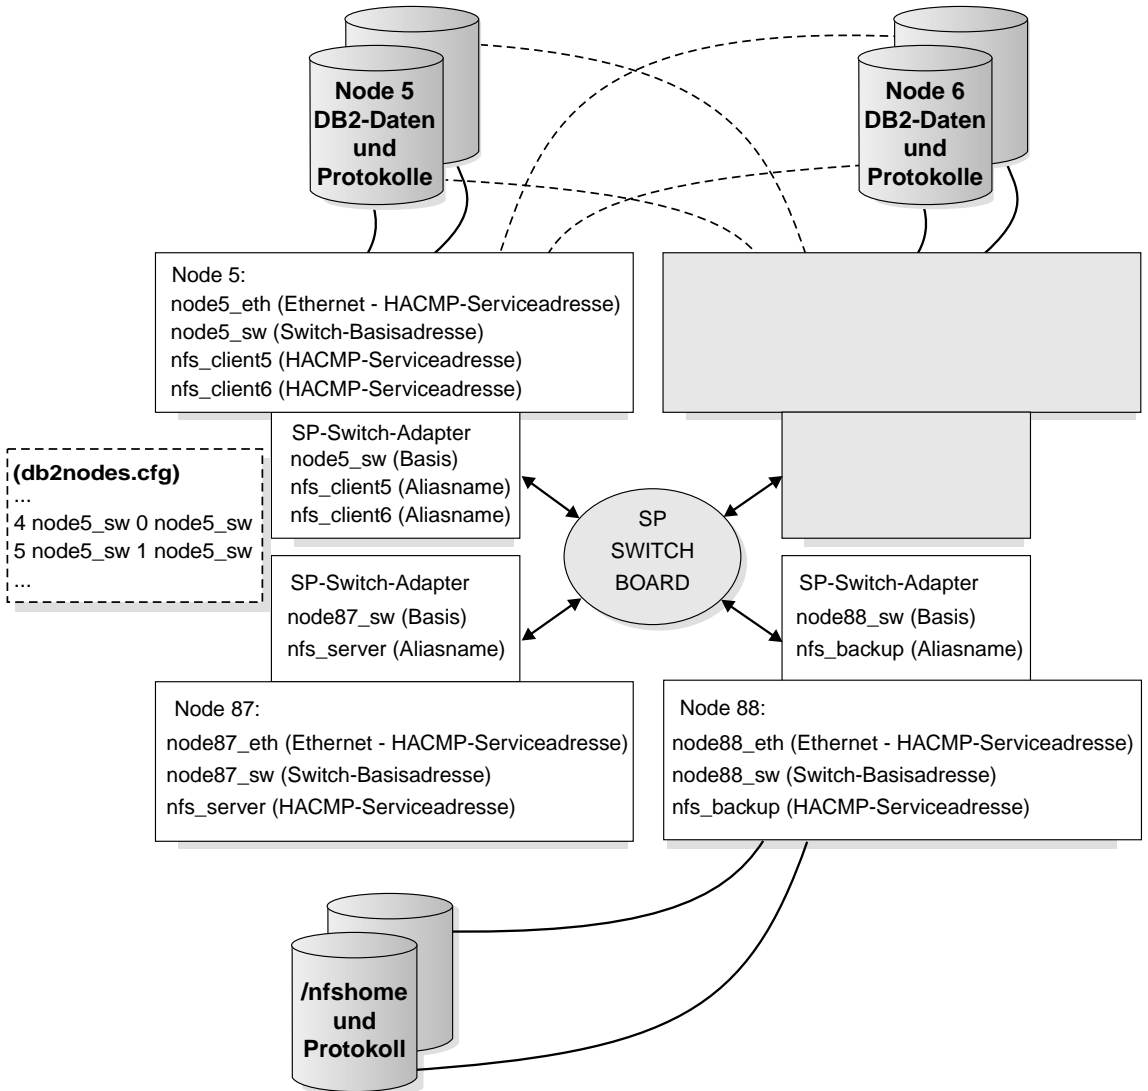 Node 5
DB2-Daten
und
Protokolle
Node 6
DB2-Daten
und
Protokolle
Node 5:
node5_eth (Ethernet - HACMP-Serviceadresse)
node5_sw (Switch-Basisadresse)
nfs_client5 (HACMP-Serviceadresse)
nfs_client6 (HACMP-Serviceadresse)
SP-Switch-Adapter
node5_sw (Basis)
nfs_client5 (Aliasname)
nfs_client6 (Aliasname)
(db2nodes.cfg)
...
4 node5_sw 0 node5_sw
5 node5_sw 1 node5_sw
...
SP
SWITCH
BOARD
SP-Switch-Adapter
node87_sw (Basis)
nfs_server (Aliasname)
SP-Switch-Adapter
node88_sw (Basis)
nfs_backup (Aliasname)
Node 87:
node87_eth (Ethernet - HACMP-Serviceadresse)
node87_sw (Switch-Basisadresse)
nfs_server (HACMP-Serviceadresse)
Node 88:
node88_eth (Ethernet - HACMP-Serviceadresse)
node88_sw (Switch-Basisadresse)
nfs_backup (HACMP-Serviceadresse)
/nfshome
und
Protokoll